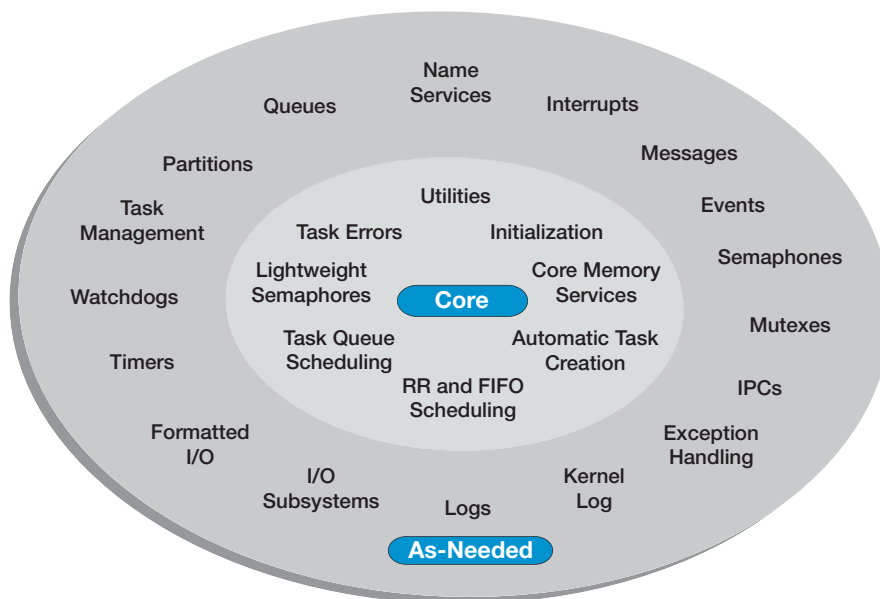 Name
Services
Queues
Interrupts
Partitions
Messages
Task
Management
Events
Watchdogs
Semaphones
Timers
Mutexes
Formatted
I/O
IPCs
I/O
Subsystems
Exception
Handling
Logs
Kernel
Log
As-Needed
Utilities
Task Errors
Initialization
Lightweight
Semaphores
Core
Core Memory
Services
Task Queue
Scheduling
Automatic Task
Creation
RR and FIFO
Scheduling